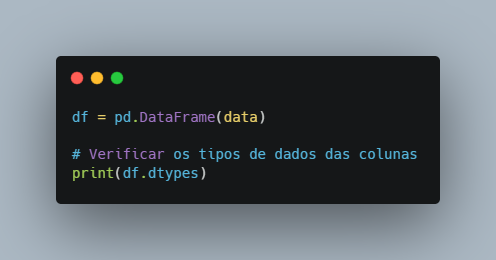 df = pd.DataFrame(data)
# Verificar os tipos de dados das colunas
print(df.dtypes)